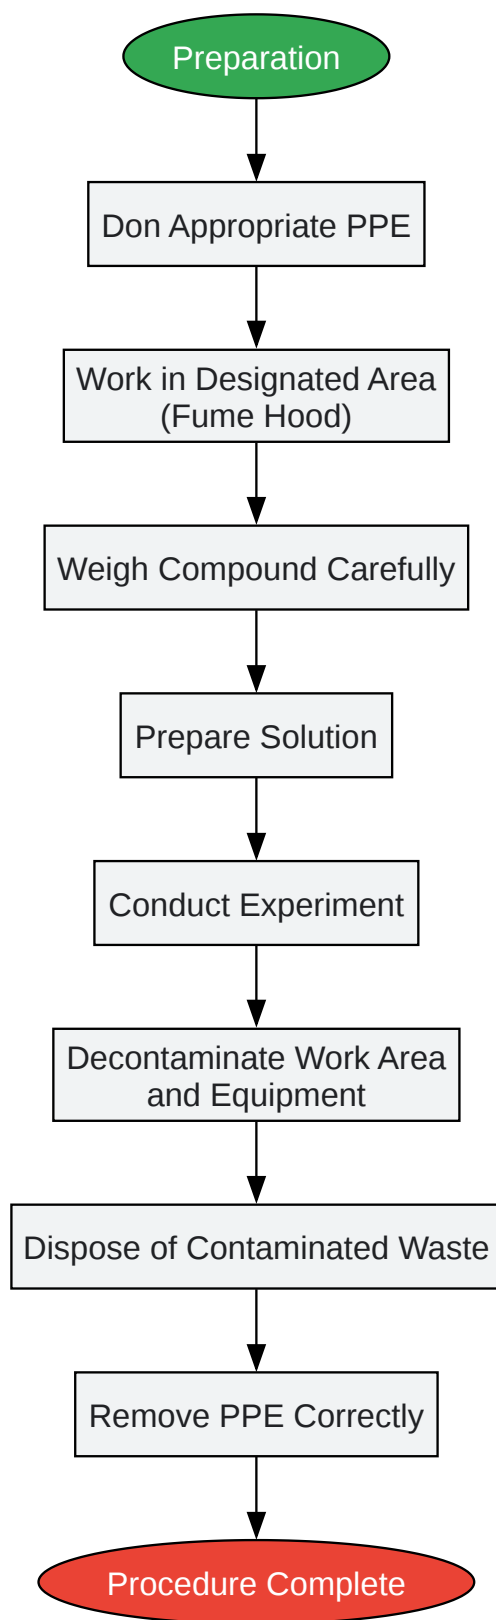 Preparation
Don Appropriate PPE
Work in Designated Area
(Fume Hood)
Weigh Compound Carefully
Prepare Solution
Conduct Experiment
Decontaminate Work Area
and Equipment
Dispose of Contaminated Waste
Remove PPE Correctly
Procedure Complete